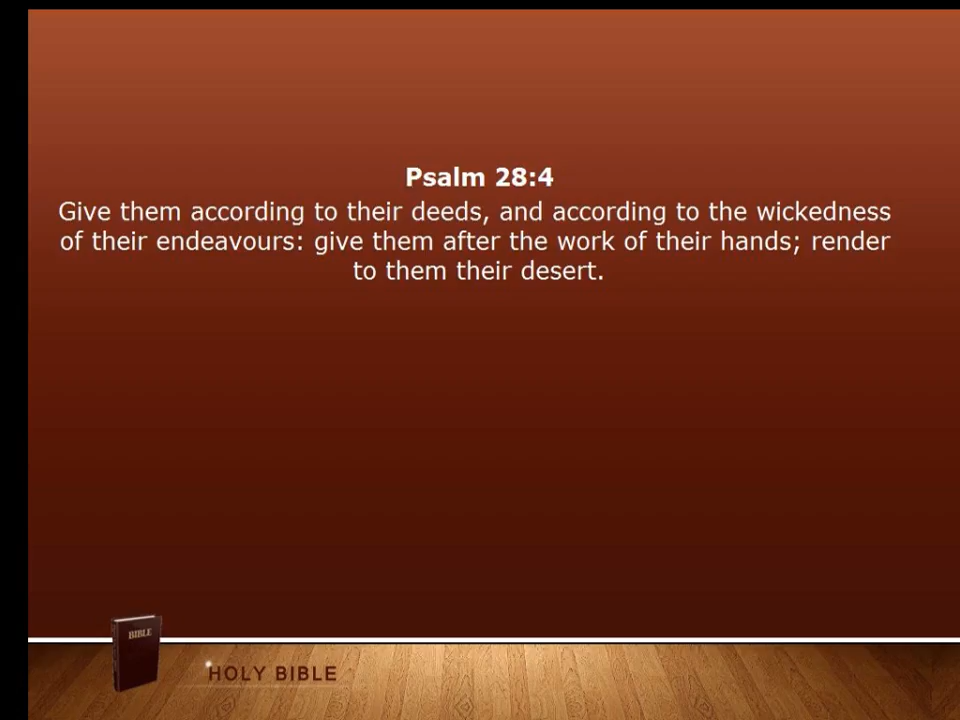 Psalm 28:4
Give them according to their deeds, and according to the wickedness
of their endeavours: give them after the work of their hands; render
to them their desert.
BIBLE
HOLY BIBLE